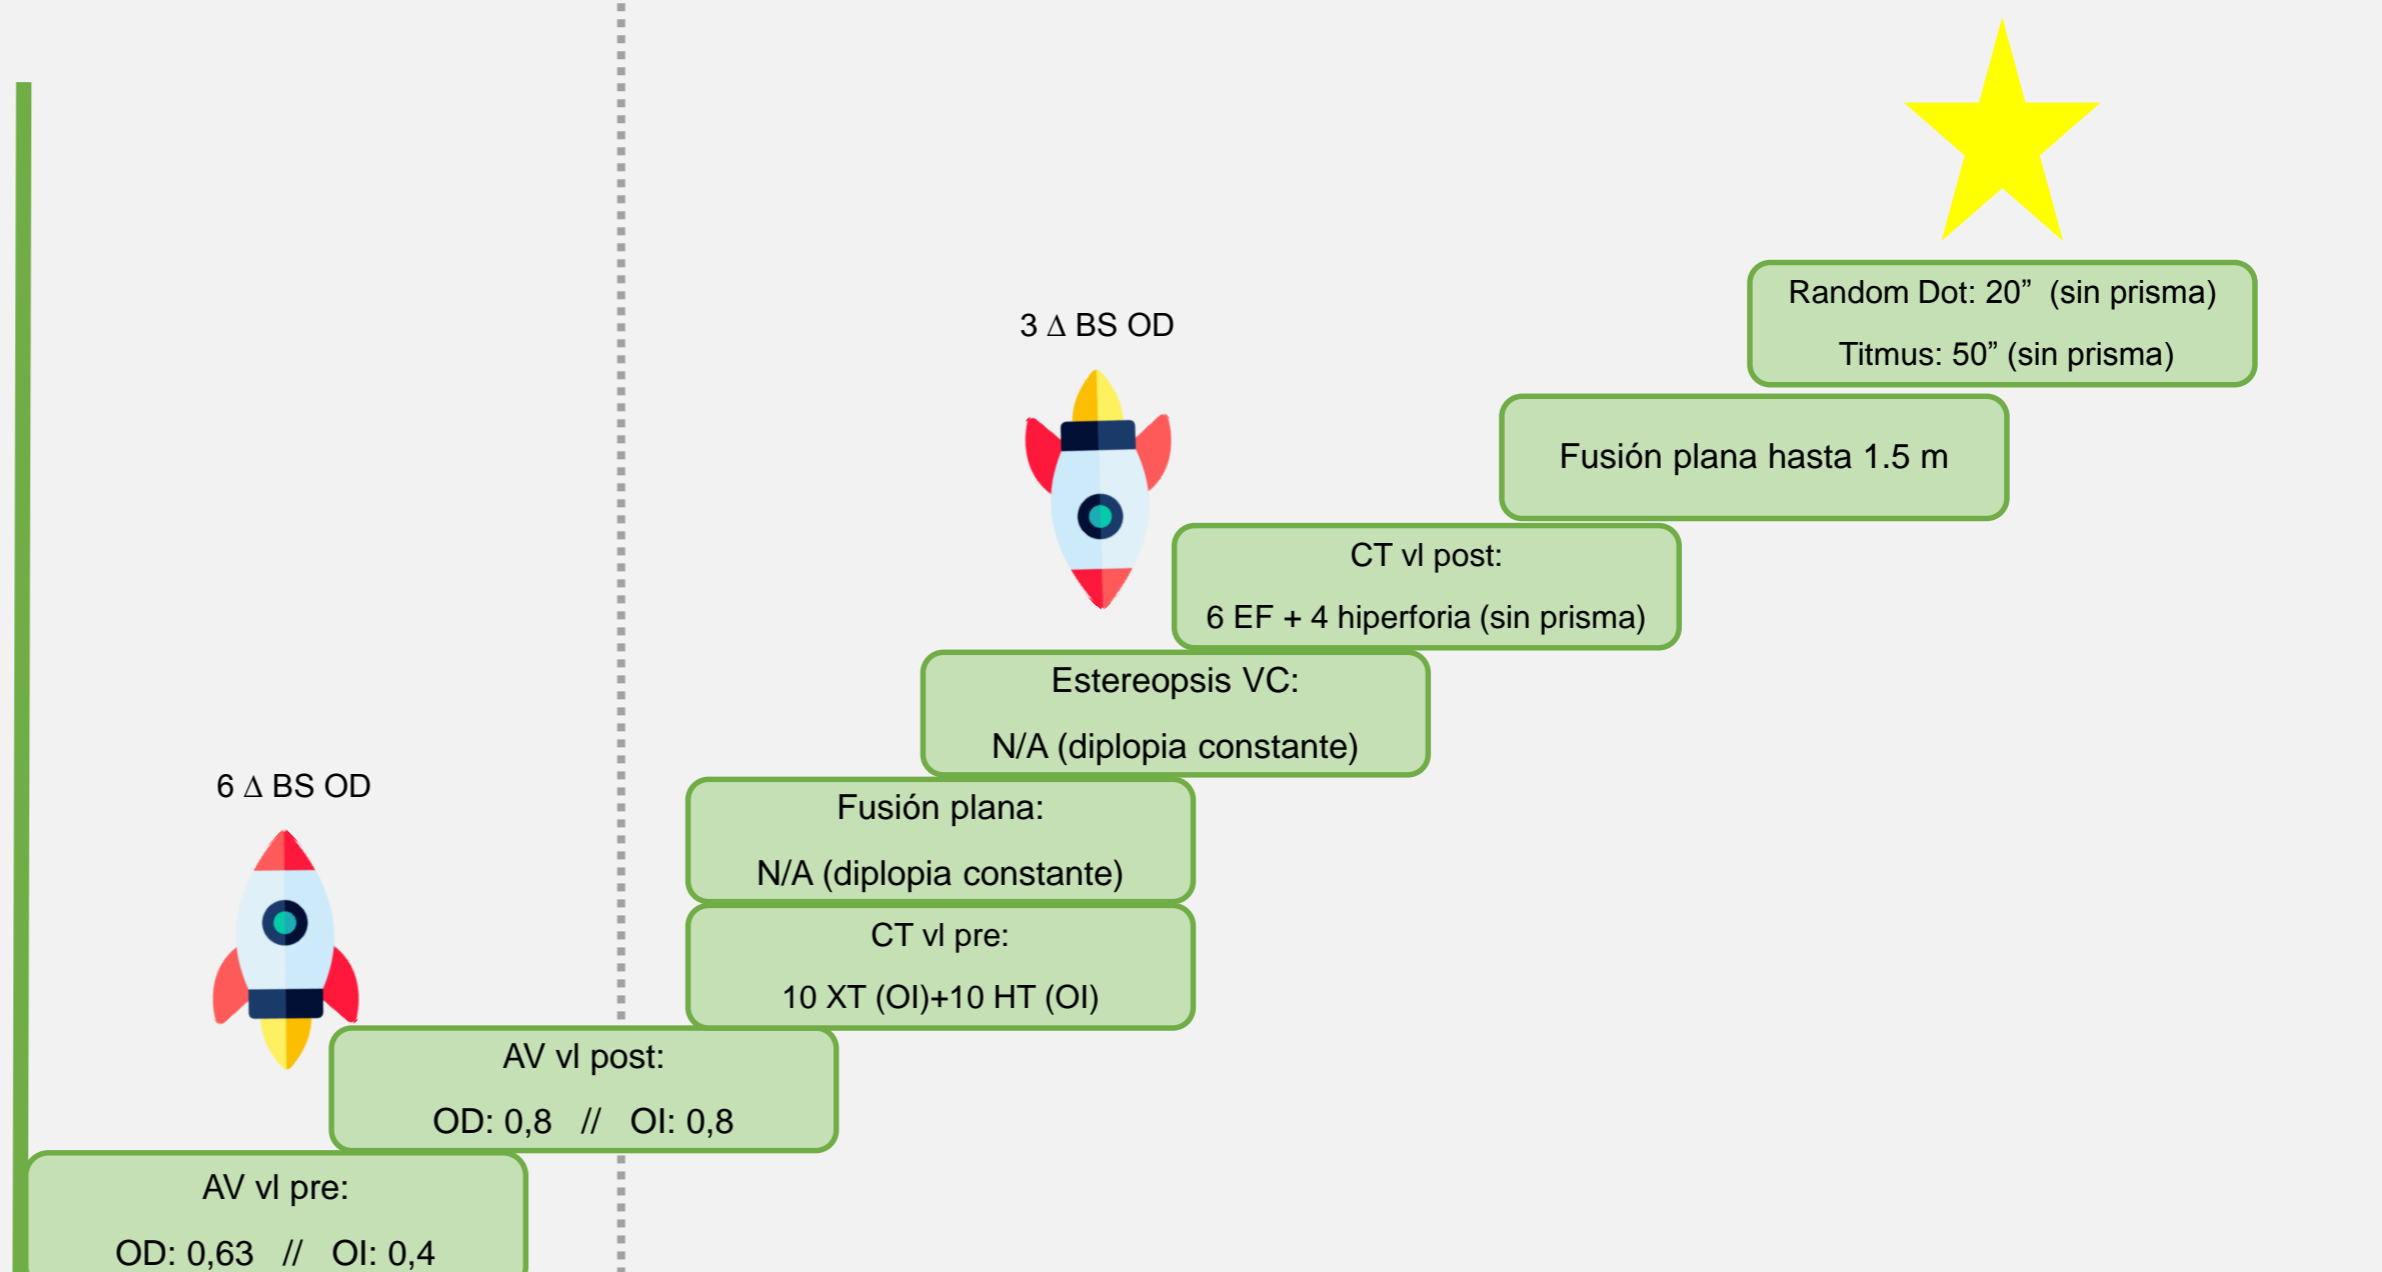 Random Dot: 20” (sin prisma)
Titmus: 50” (sin prisma)
3 Δ BS OD
Fusión plana hasta 1.5 m
CT vl post:
6 EF + 4 hiperforia (sin prisma)
Estereopsis VC:
N/A (diplopia constante)
6 Δ BS OD
Fusión plana:
N/A (diplopia constante)
CT vl pre:
10 XT (OI)+10 HT (OI)
AV vl post:
OD: 0,8 // OI: 0,8
AV vl pre:
OD: 0,63 // OI: 0,4